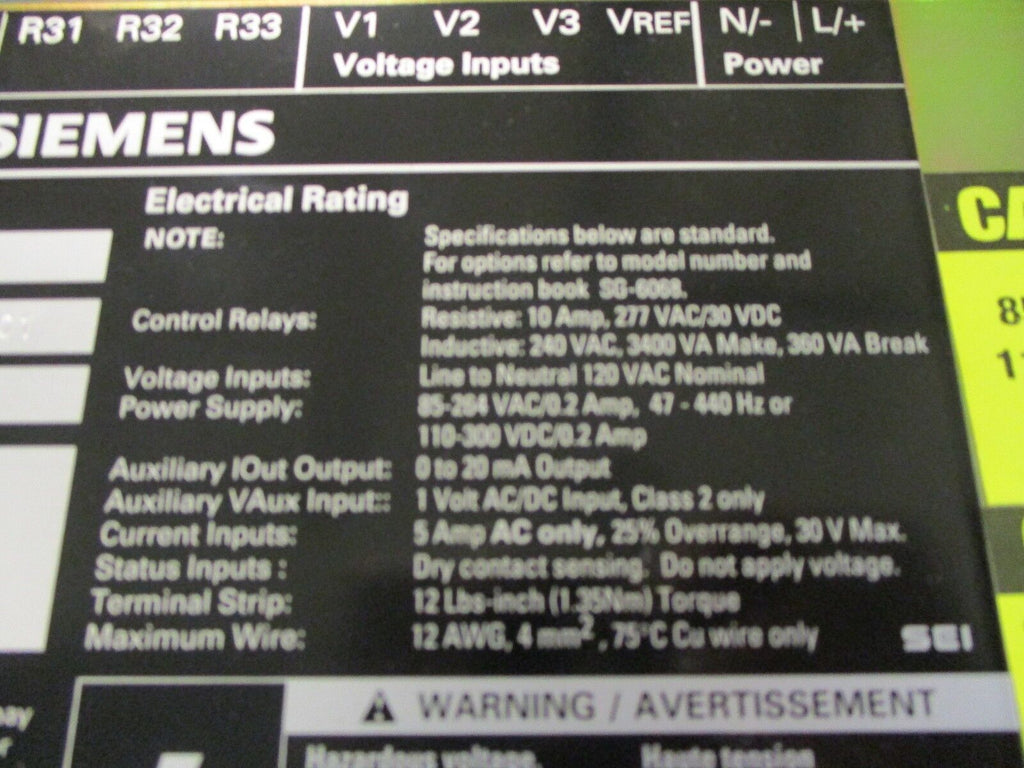 R31 R32 R33 V1 V2 V3 VREF N/- L/+
Voltage Inputs Power
SIEMENS
Electrical Rating
NOTE: Specifications below are standard.
For options refer to model number and
instruction book SG-6068.
Control Relays: Resistive: 10 Amp, 277 VAC/30 VDC
Inductive: 240 VAC, 3400 VA Make, 360 VA Break
Voltage Inputs: Line to Neutral 120 VAC Nominal
Power Supply: 85-264 VAC/0.2 Amp, 47 - 440 Hz or
110-300 VDC/0.2 Amp
Auxiliary IOut Output: 0 to 20 mA Output
Auxiliary VAux Input:: 1 Volt AC/DC Input, Class 2 only
Current Inputs: 5 Amp AC only, 25% Overrange, 30 V Max.
Status Inputs : Dry contact sensing. Do not apply voltage.
Terminal Strip: 12 Lbs-inch (1.35Nm) Torque
Maximum Wire: 12 AWG, 4 mm², 75°C Cu wire only
WARNING / AVERTISSEMENT
Hazardous voltage. Haute tension
CA